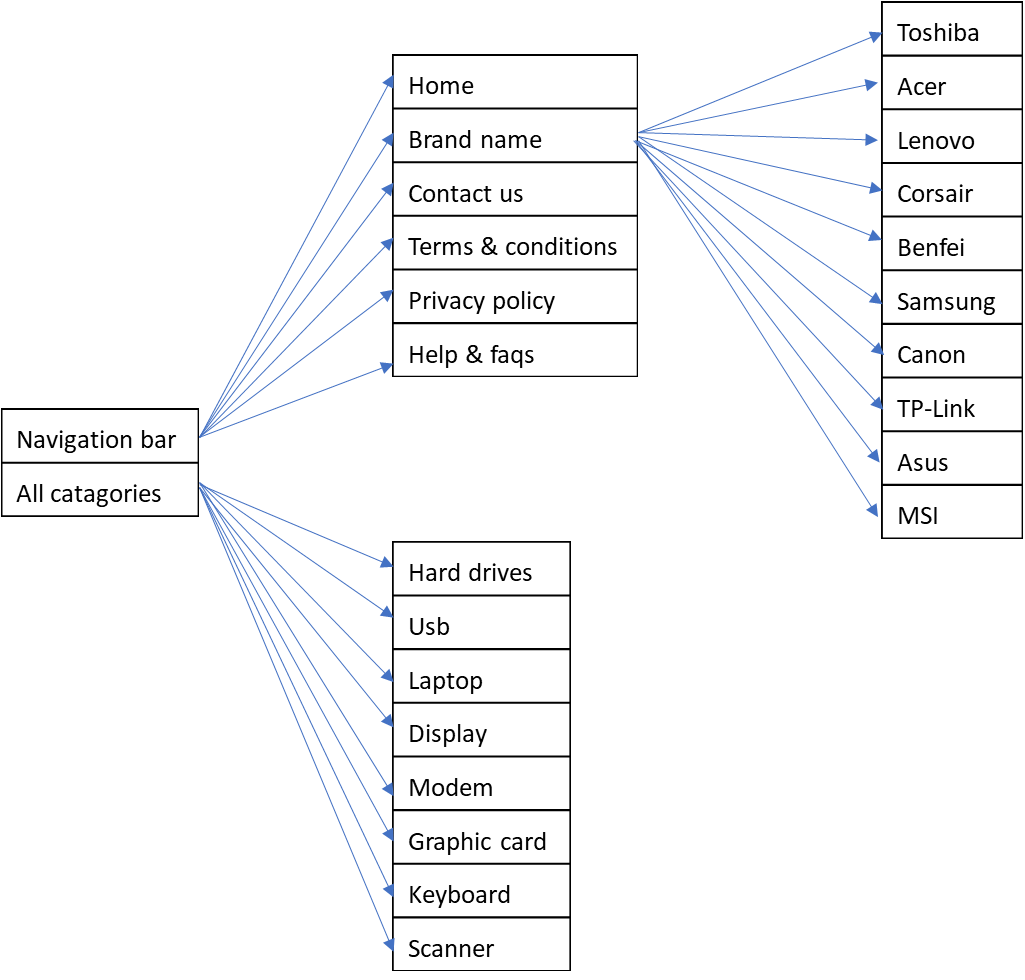 Navigation bar
All catagories
Home
Brand name
Contact us
Terms & conditions
Privacy policy
Help & faqs
Toshiba
Acer
Lenovo
Corsair
Benfei
Samsung
Canon
TP-Link
Asus
MSI
Hard drives
Usb
Laptop
Display
Modem
Graphic card
Keyboard
Scanner